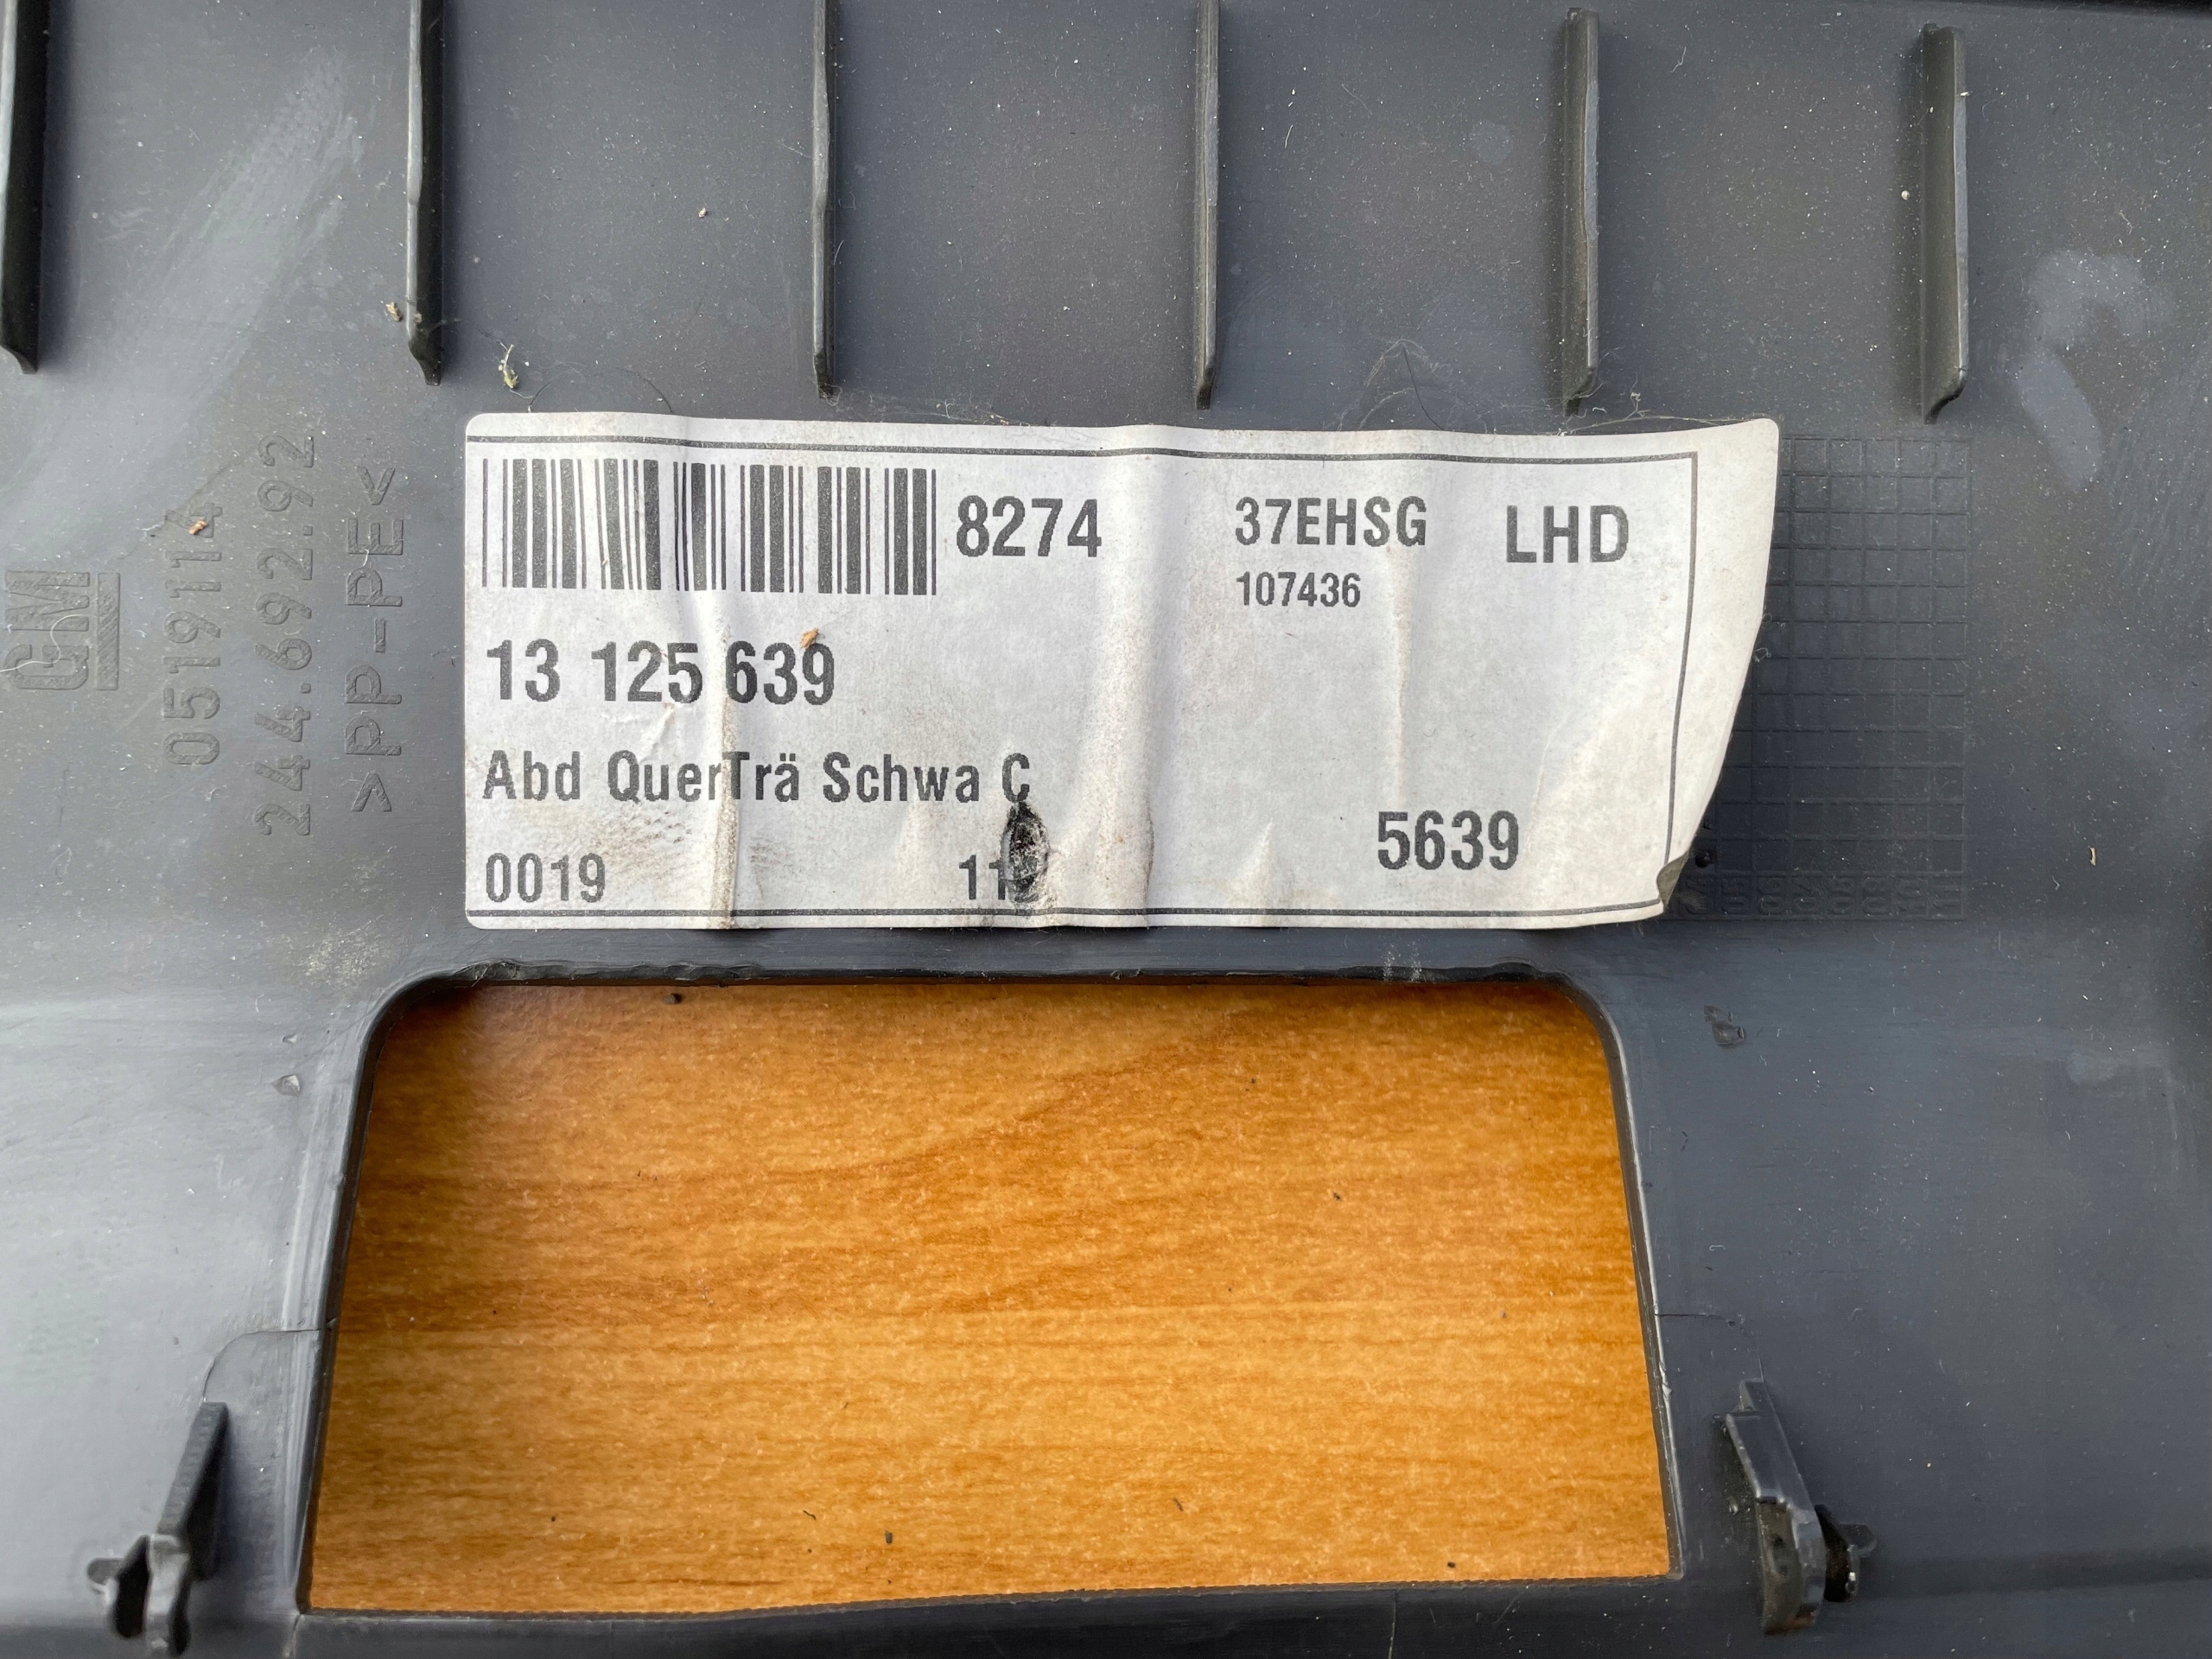 GM
0519114
244.692.92
>PP-PE<
8274
37EHSG
LHD
107436
13 125 639
Abd QuerTrä Schwa C
5639
0019